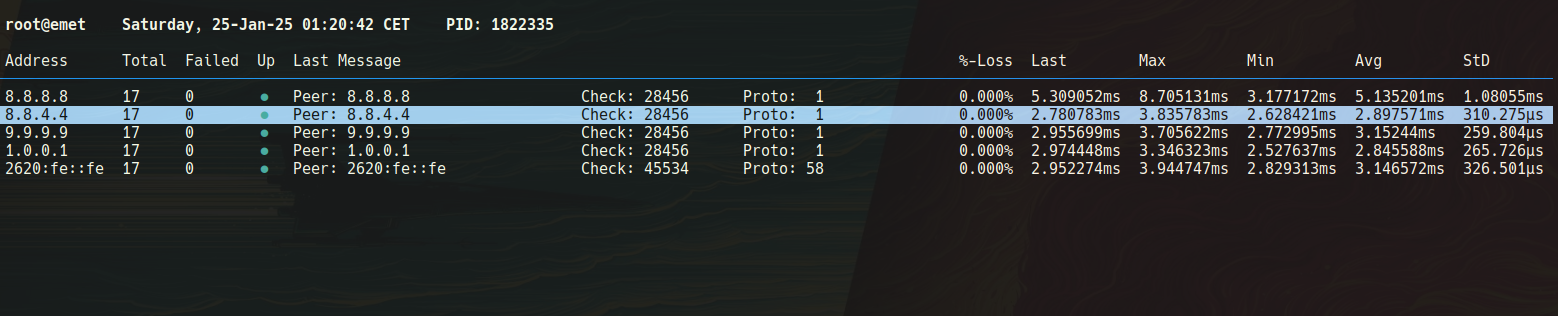 root@emet    Saturday, 25-Jan-25 01:20:42 CET    PID: 1822335
Address      Total  Failed  Up  Last Message                                                              %-Loss  Last        Max         Min         Avg         StD
8.8.8.8      17     0       ●   Peer: 8.8.8.8                   Check: 28456      Proto:  1               0.000%  5.309052ms  8.705131ms  3.177172ms  5.135201ms  1.08055ms
8.8.4.4      17     0       ●   Peer: 8.8.4.4                   Check: 28456      Proto:  1               0.000%  2.780783ms  3.835783ms  2.628421ms  2.897571ms  310.275µs
9.9.9.9      17     0       ●   Peer: 9.9.9.9                   Check: 28456      Proto:  1               0.000%  2.955699ms  3.705622ms  2.772995ms  3.15244ms   259.804µs
1.0.0.1      17     0       ●   Peer: 1.0.0.1                   Check: 28456      Proto:  1               0.000%  2.974448ms  3.346323ms  2.527637ms  2.845588ms  265.726µs
2620:fe::fe  17     0       ●   Peer: 2620:fe::fe               Check: 45534      Proto: 58               0.000%  2.952274ms  3.944747ms  2.829313ms  3.146572ms  326.501µs